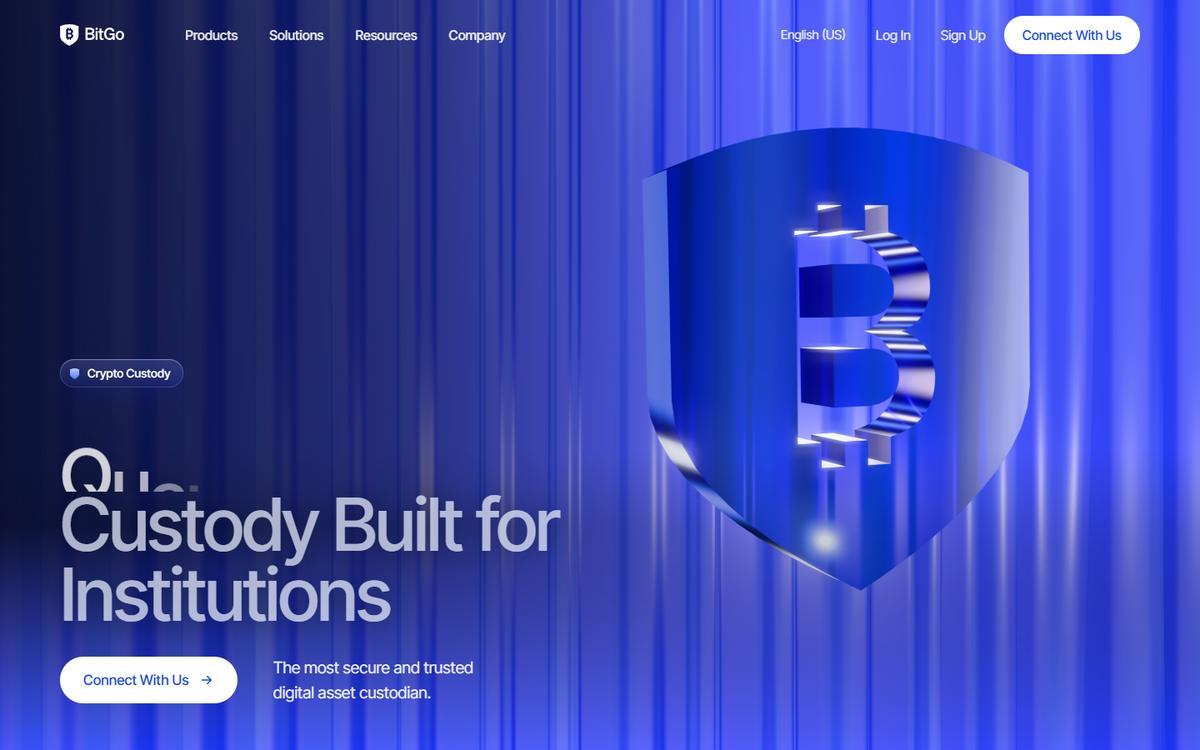 BitGo
Products
Solutions
Resources
Company
English (US)
Log In
Sign Up
Connect With Us
Crypto Custody
Custody Built for
Institutions
Connect With Us →
The most secure and trusted
digital asset custodian.